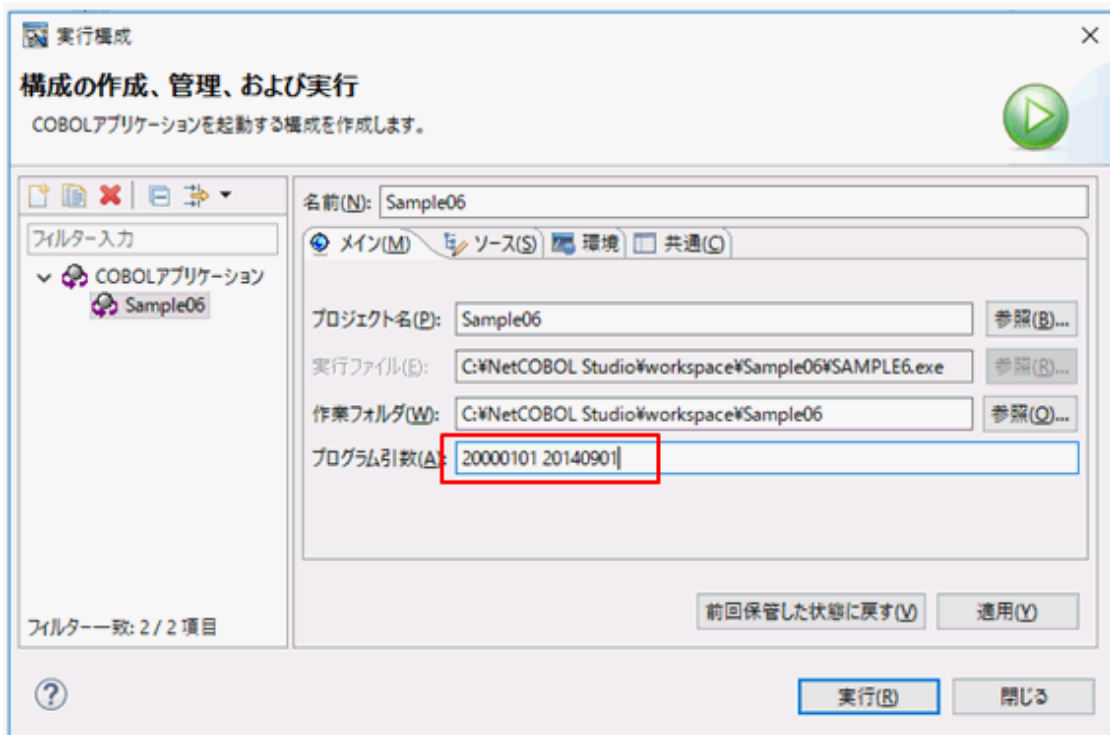 実行構成
構成の作成、管理、および実行
COBOLアプリケーションを起動する構成を作成します。
フィルター入力
COBOLアプリケーション
Sample06
フィルター一致: 2 / 2 項目
名前(N): Sample06
メイン(M) ソース(S) 環境 共通(C)
プロジェクト名(P): Sample06 参照(B)...
実行ファイル(E): C:¥NetCOBOL Studio¥workspace¥Sample06¥SAMPLE6.exe 参照(R)...
作業フォルダ(W): C:¥NetCOBOL Studio¥workspace¥Sample06 参照(O)...
プログラム引数(A): 20000101 20140901
前回保管した状態に戻す(V) 適用(Y)
実行(R) 閉じる